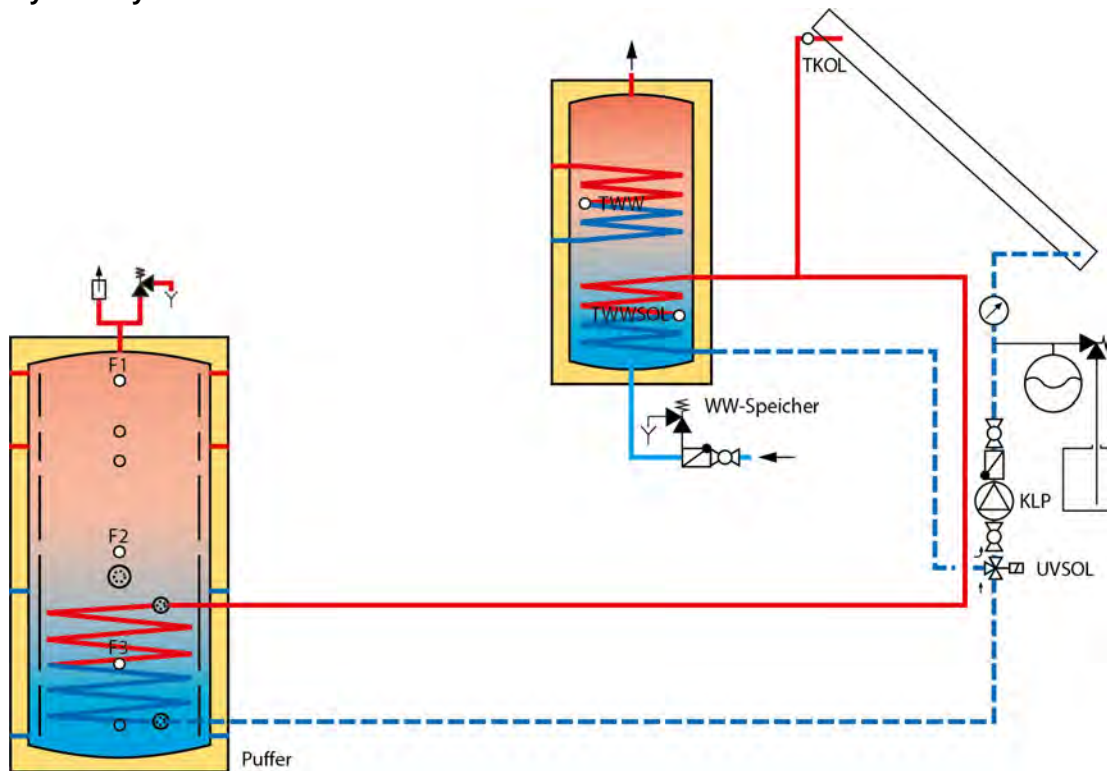 TKOL
TWW
TWWSOL
WW-Speicher
F1
F2
F3
KLP
UVSOL
Puffer